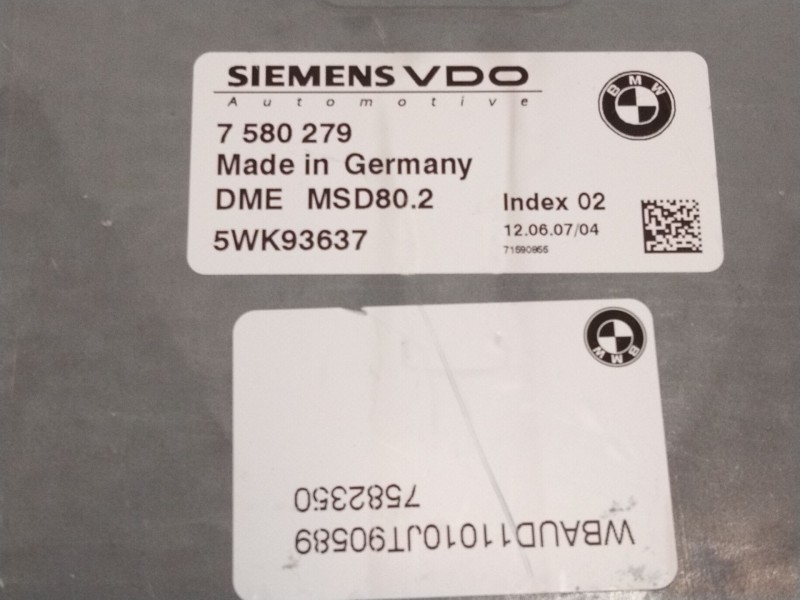 SIEMENS VDO
Automotive
BMW
7 580 279
Made in Germany
DME MSD80.2
Index 02
5WK93637
12.06.07/04
71590855
BMW
7582350
WBAUD11010JT90589